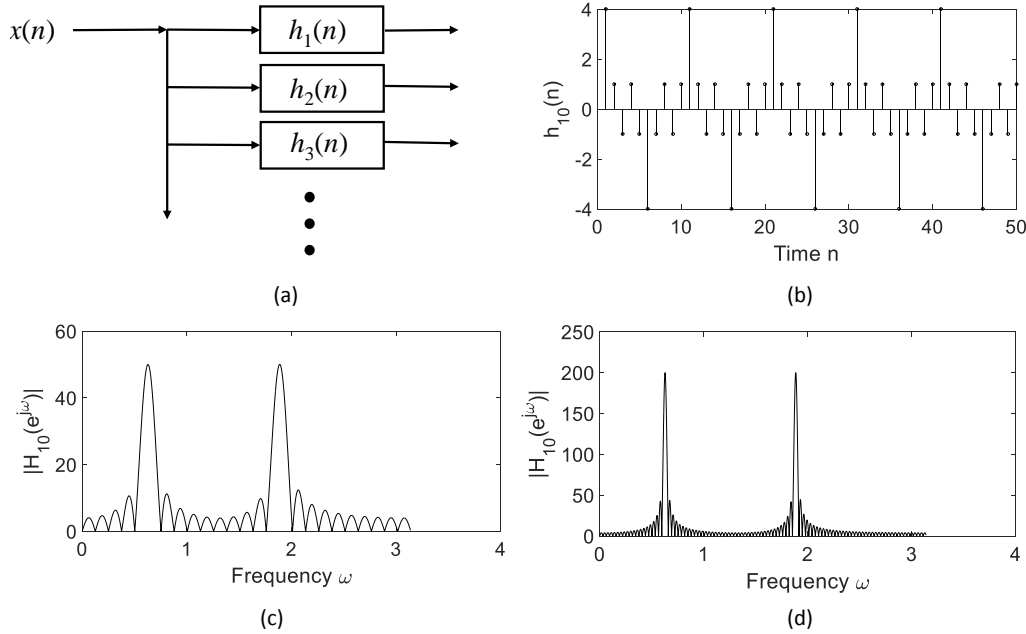 x(n)
h₁(n)
h₂(n)
h₃(n)
(a)
h₁₀(n)
4
2
0
-2
-4
0 10 20 30 40 50
Time n
(b)
|H₁₀(e^{jω})|
60
40
20
0
0 1 2 3 4
Frequency ω
(c)
|H₁₀(e^{jω})|
250
200
150
100
50
0
0 1 2 3 4
Frequency ω
(d)